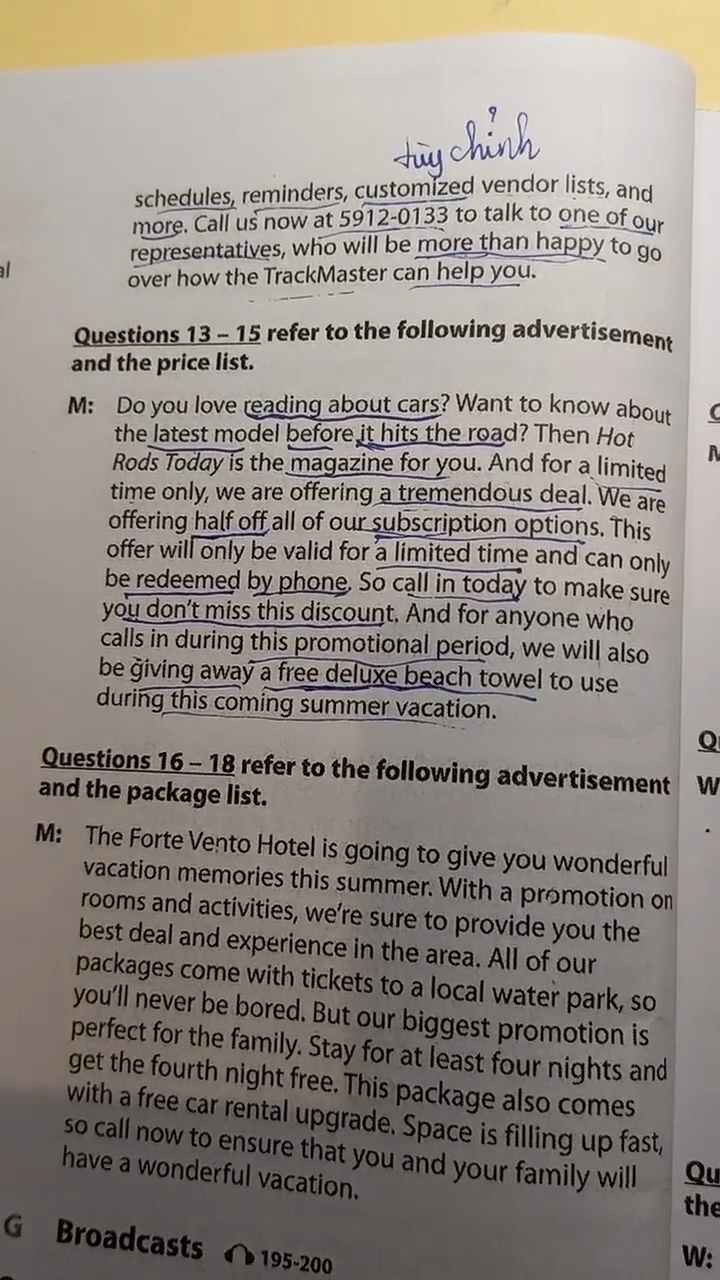 tùy chỉnh
schedules, reminders, customized vendor lists, and
more. Call us now at 5912-0133 to talk to one of our
representatives, who will be more than happy to go
over how the TrackMaster can help you.
al
Questions 13 – 15 refer to the following advertisement
and the price list.
M: Do you love reading about cars? Want to know about
the latest model before it hits the road? Then Hot
Rods Today is the magazine for you. And for a limited
time only, we are offering a tremendous deal. We are
offering half off all of our subscription options. This
offer will only be valid for a limited time and can only
be redeemed by phone. So call in today to make sure
you don't miss this discount. And for anyone who
calls in during this promotional period, we will also
be giving away a free deluxe beach towel to use
during this coming summer vacation.
Questions 16 – 18 refer to the following advertisement
and the package list.
M: The Forte Vento Hotel is going to give you wonderful
vacation memories this summer. With a promotion on
rooms and activities, we're sure to provide you the
best deal and experience in the area. All of our
packages come with tickets to a local water park, so
you'll never be bored. But our biggest promotion is
perfect for the family. Stay for at least four nights and
get the fourth night free. This package also comes
with a free car rental upgrade. Space is filling up fast,
so call now to ensure that you and your family will
have a wonderful vacation.
G Broadcasts 195-200
W
Qu
the
W: